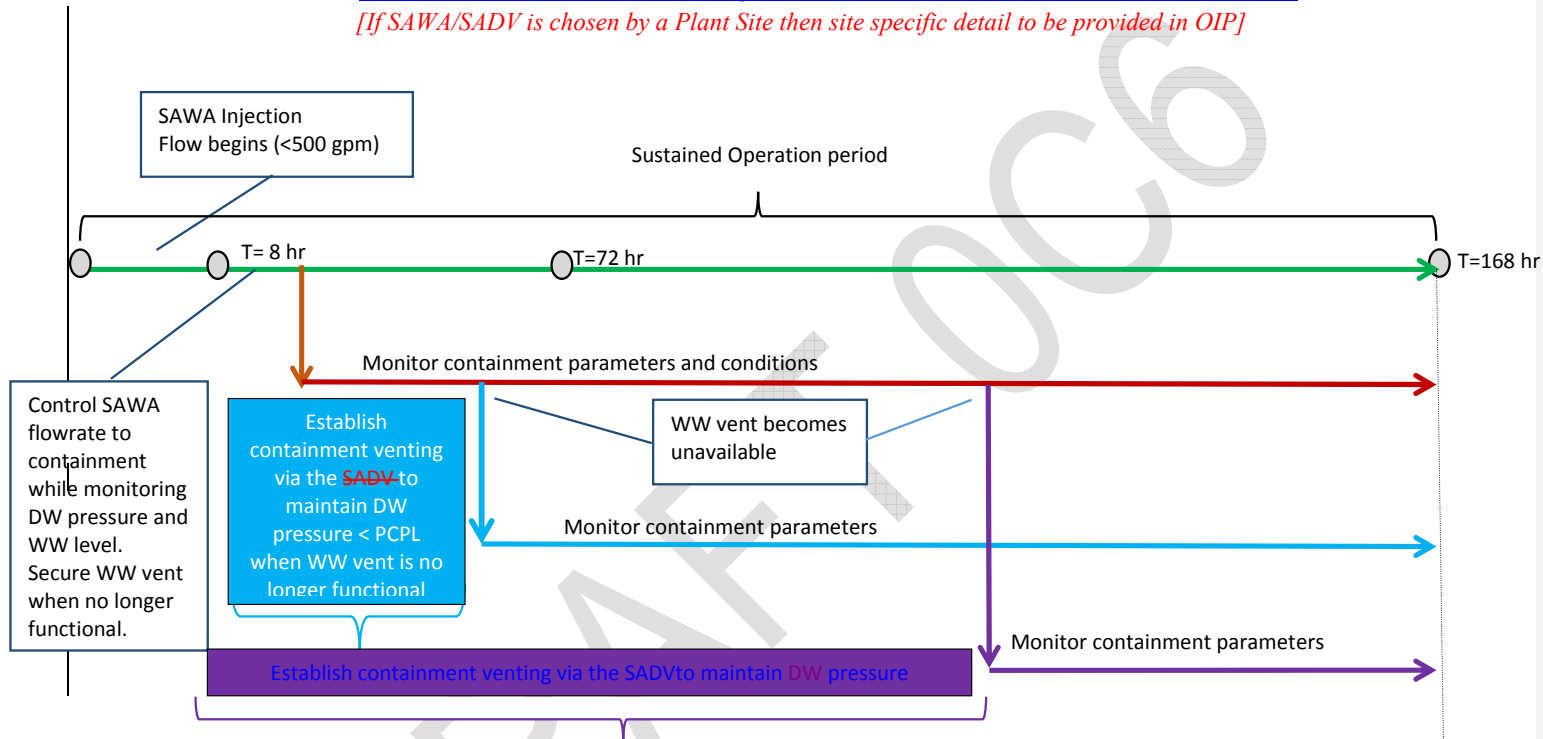 [If SAWA/SADV is chosen by a Plant Site then site specific detail to be provided in OIP]
SAWA Injection
Flow begins (<500 gpm)
Sustained Operation period
T= 8 hr
T=72 hr
T=168 hr
Monitor containment parameters and conditions
Control SAWA
flowrate to
containment
while monitoring
DW pressure and
WW level.
Secure WW vent
when no longer
functional.
Establish
containment venting
via the SADV to
maintain DW
pressure < PCPL
when WW vent is no
longer functional
WW vent becomes
unavailable
Monitor containment parameters
Monitor containment parameters
Establish containment venting via the SADVto maintain DW pressure
DRAFT 0C6